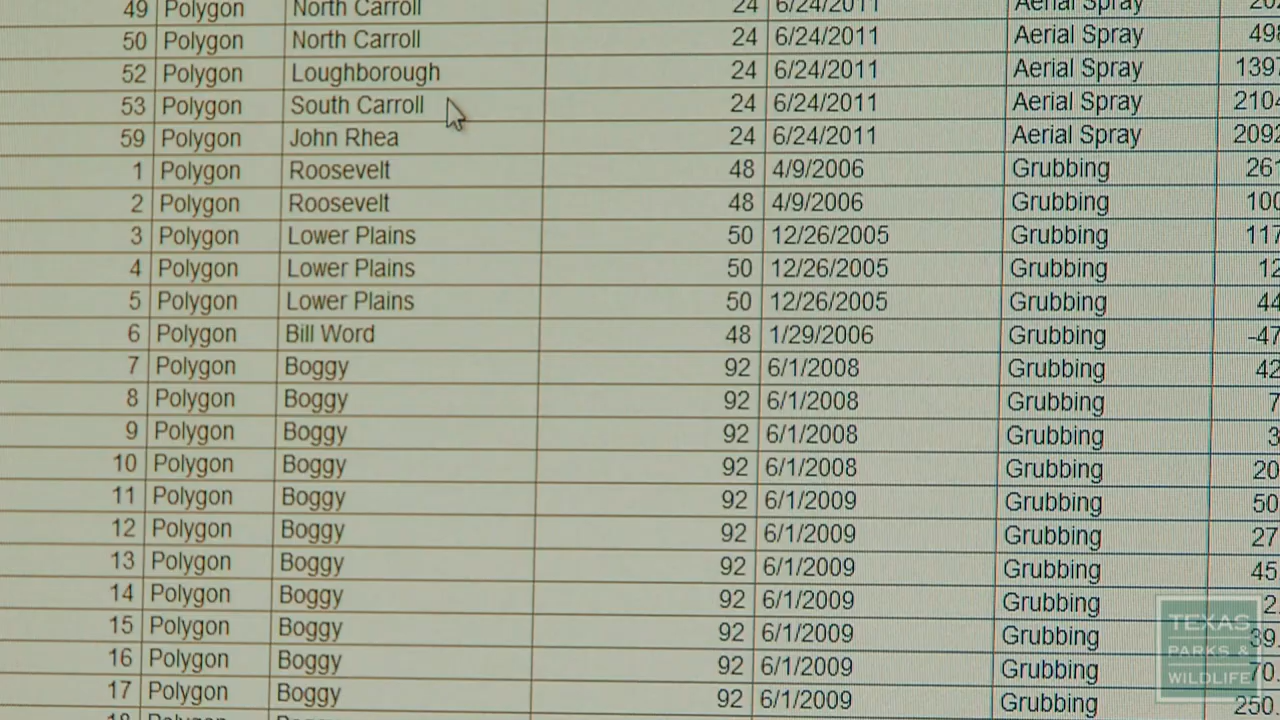 49 Polygon North Carroll 24 6/24/2011 Aerial Spray
50 Polygon North Carroll 24 6/24/2011 Aerial Spray 498
52 Polygon Loughborough 24 6/24/2011 Aerial Spray 1397
53 Polygon South Carroll 24 6/24/2011 Aerial Spray 210
59 Polygon John Rhea 24 6/24/2011 Aerial Spray 2092
1 Polygon Roosevelt 48 4/9/2006 Grubbing 261
2 Polygon Roosevelt 48 4/9/2006 Grubbing 100
3 Polygon Lower Plains 50 12/26/2005 Grubbing 117
4 Polygon Lower Plains 50 12/26/2005 Grubbing 12
5 Polygon Lower Plains 50 12/26/2005 Grubbing 44
6 Polygon Bill Word 48 1/29/2006 Grubbing -47
7 Polygon Boggy 92 6/1/2008 Grubbing 42
8 Polygon Boggy 92 6/1/2008 Grubbing 7
9 Polygon Boggy 92 6/1/2008 Grubbing 3
10 Polygon Boggy 92 6/1/2008 Grubbing 20
11 Polygon Boggy 92 6/1/2009 Grubbing 50
12 Polygon Boggy 92 6/1/2009 Grubbing 27
13 Polygon Boggy 92 6/1/2009 Grubbing 45
14 Polygon Boggy 92 6/1/2009 Grubbing 2
15 Polygon Boggy 92 6/1/2009 Grubbing 39.
16 Polygon Boggy 92 6/1/2009 Grubbing 70.
17 Polygon Boggy 92 6/1/2009 Grubbing 250.
TEXAS
PARKS &
WILDLIFE